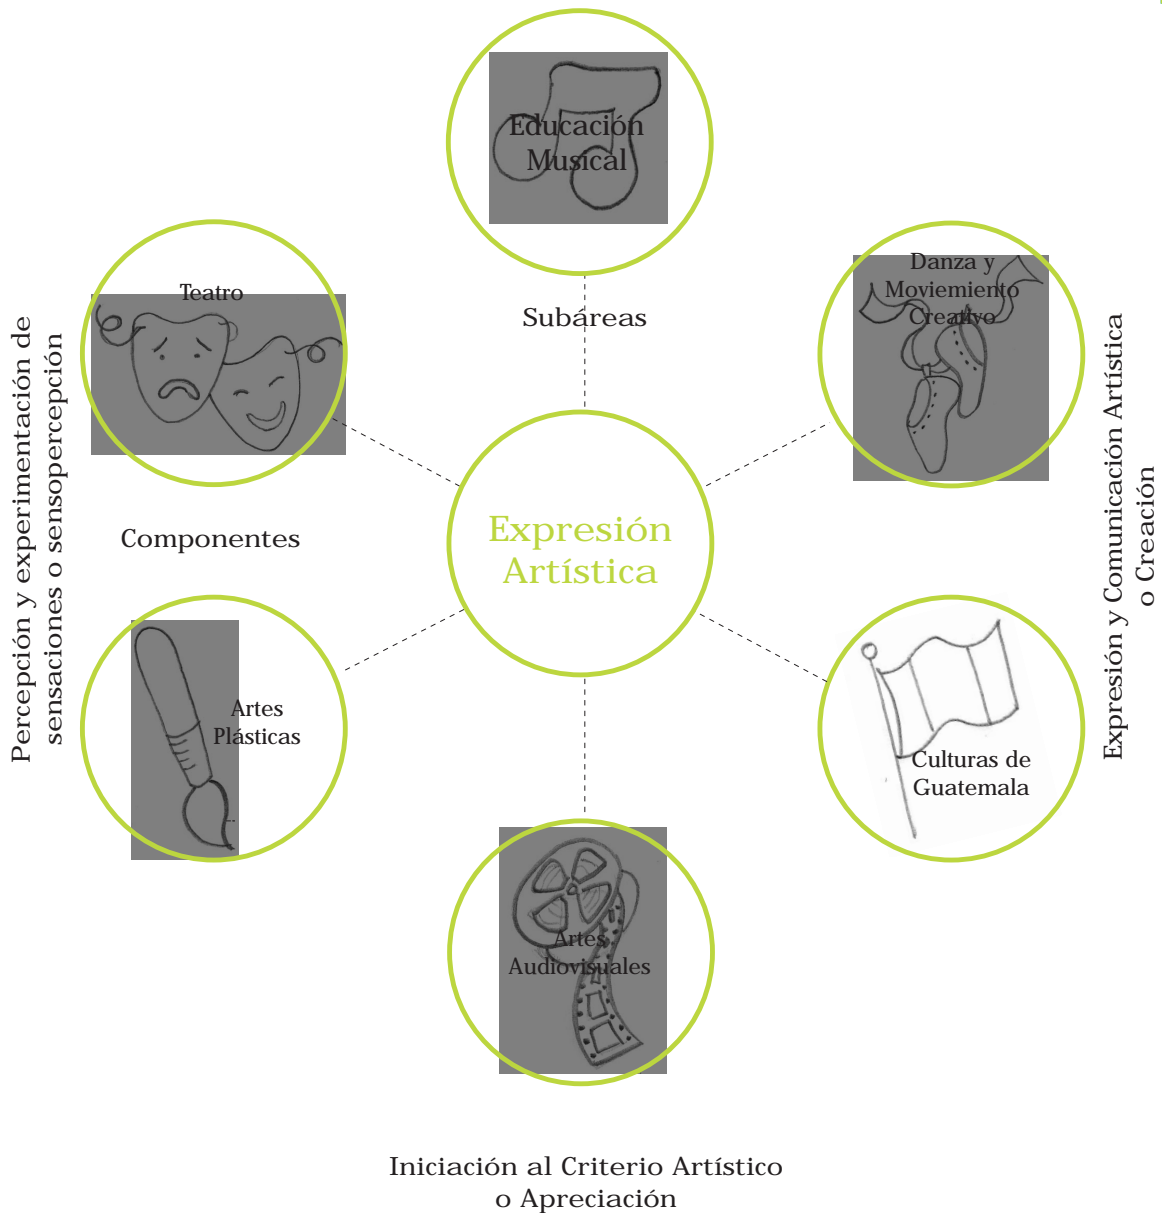 Educación
Musical
Subáreas
Teatro
Danza y
Moviemiento
Creativo
Percepción y experimentación de
sensaciones o sensopercepción
Componentes
Expresión
Artística
Expresión y Comunicación Artística
o Creación
Artes
Plásticas
Culturas de
Guatemala
Artes
Audiovisuales
Iniciación al Criterio Artístico
o Apreciación